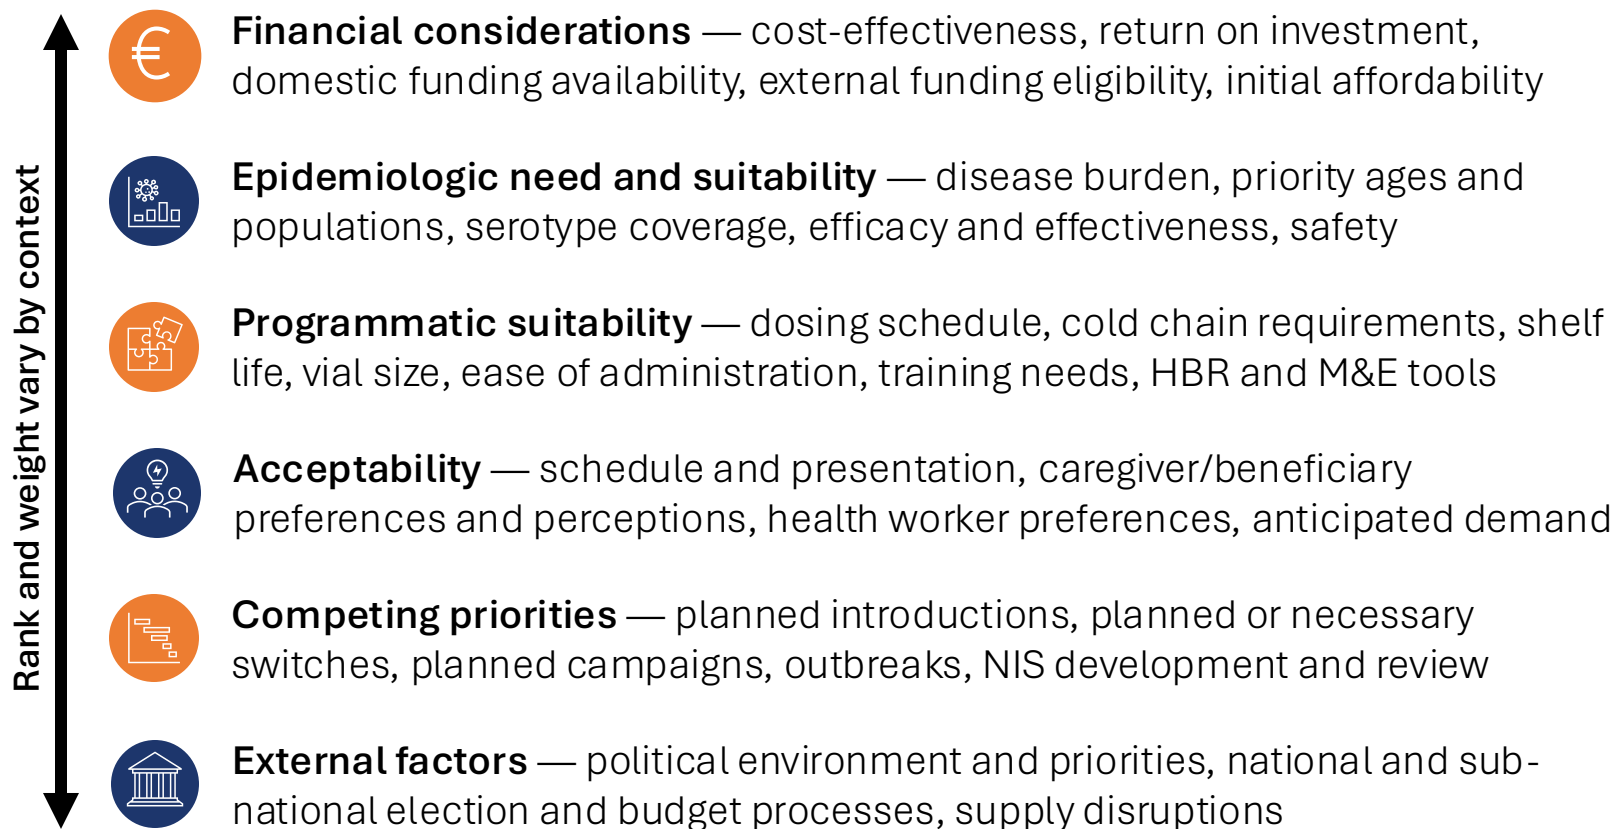 Rank and weight vary by context
€
Financial considerations — cost-effectiveness, return on investment,
domestic funding availability, external funding eligibility, initial affordability
Epidemiologic need and suitability — disease burden, priority ages and
populations, serotype coverage, efficacy and effectiveness, safety
Programmatic suitability — dosing schedule, cold chain requirements, shelf
life, vial size, ease of administration, training needs, HBR and M&E tools
Acceptability — schedule and presentation, caregiver/beneficiary
preferences and perceptions, health worker preferences, anticipated demand
Competing priorities — planned introductions, planned or necessary
switches, planned campaigns, outbreaks, NIS development and review
External factors — political environment and priorities, national and sub-
national election and budget processes, supply disruptions